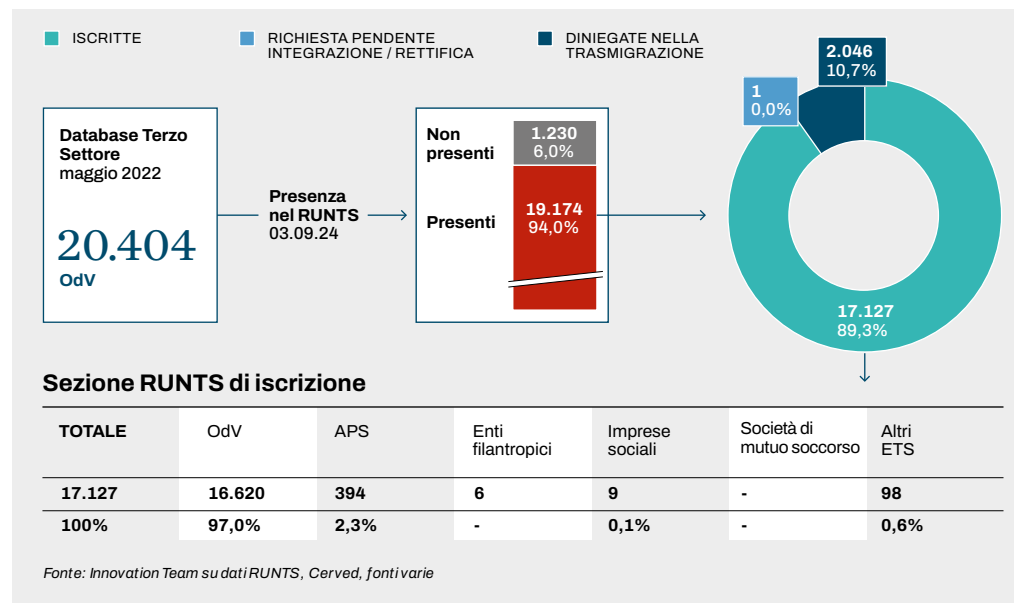 ISCRITTE
RICHIESTA PENDENTE
INTEGRAZIONE / RETTIFICA
DINIEGATE NELLA
TRASMIGRAZIONE
2.046
10,7%
1
0,0%
Database Terzo
Settore
maggio 2022
20.404
OdV
Presenza
nel RUNTS
03.09.24
Non
presenti
1.230
6,0%
Presenti
19.174
94,0%
17.127
89,3%
Sezione RUNTS di iscrizione
TOTALE OdV APS Enti filantropici Imprese sociali Società di mutuo soccorso Altri ETS
17.127 16.620 394 6 9 - 98
100% 97,0% 2,3% - 0,1% - 0,6%
Fonte: Innovation Team su dati RUNTS, Cerved, fonti varie